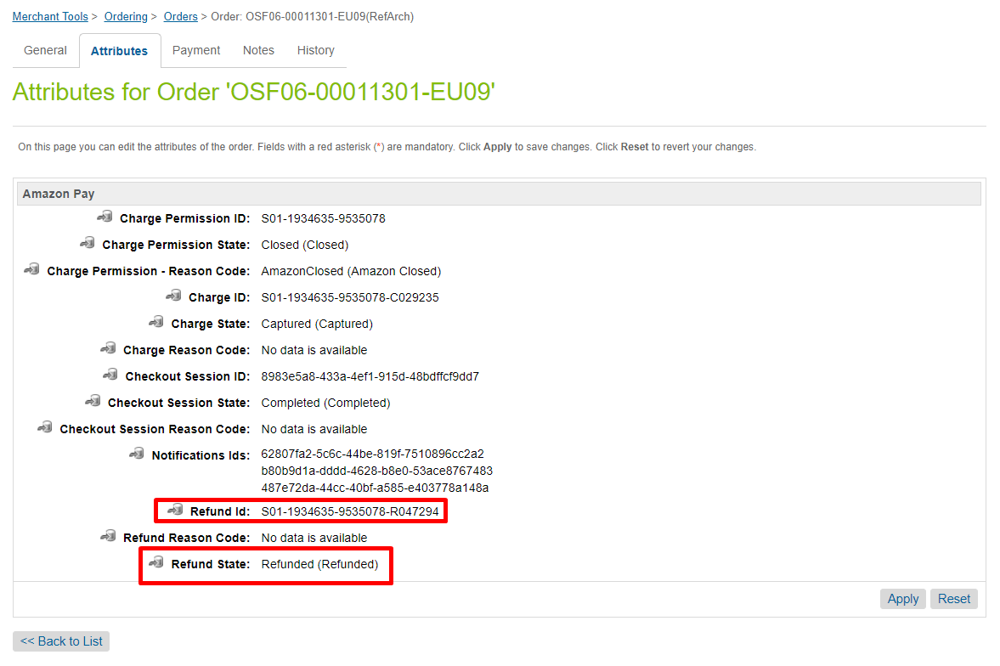 Merchant Tools > Ordering > Orders > Order: OSF06-00011301-EU09(RefArch)
General Attributes Payment Notes History
Attributes for Order 'OSF06-00011301-EU09'
On this page you can edit the attributes of the order. Fields with a red asterisk (*) are mandatory. Click Apply to save changes. Click Reset to revert your changes.
Amazon Pay
Charge Permission ID: S01-1934635-9535078
Charge Permission State: Closed (Closed)
Charge Permission - Reason Code: AmazonClosed (Amazon Closed)
Charge ID: S01-1934635-9535078-C029235
Charge State: Captured (Captured)
Charge Reason Code: No data is available
Checkout Session ID: 8983e5a8-433a-4ef1-915d-48bdffcf9dd7
Checkout Session State: Completed (Completed)
Checkout Session Reason Code: No data is available
Notifications Ids: 62807fa2-5c6c-44be-819f-7510896cc2a2
b80b9d1a-dddd-4628-b8e0-53ace8767483
487e72da-44cc-40bf-a585-e403778a148a
Refund Id: S01-1934635-9535078-R047294
Refund Reason Code: No data is available
Refund State: Refunded (Refunded)
Apply Reset
<< Back to List